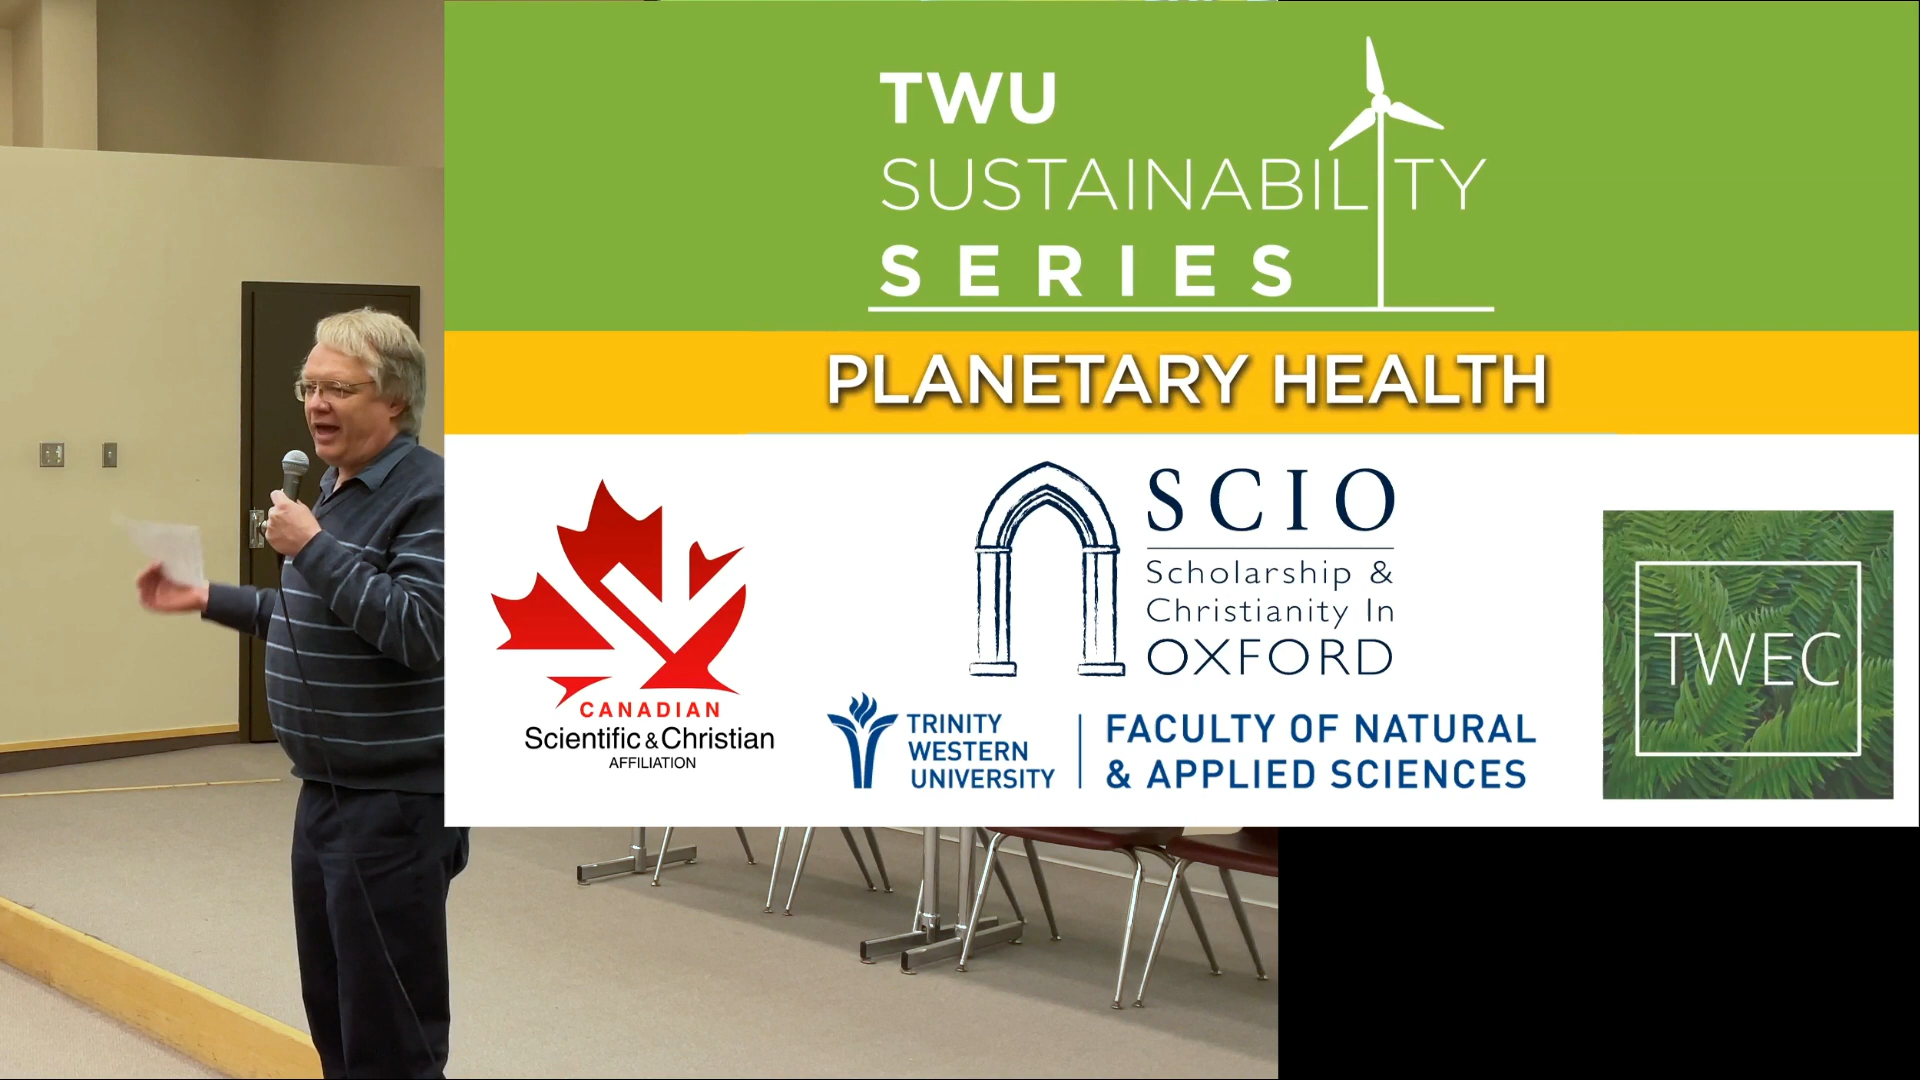 TWU
SUSTAINABILITY
SERIES
PLANETARY HEALTH
CANADIAN
Scientific & Christian
AFFILIATION
SCIO
Scholarship &
Christianity In
OXFORD
TRINITY
WESTERN
UNIVERSITY
FACULTY OF NATURAL
& APPLIED SCIENCES
TWEC